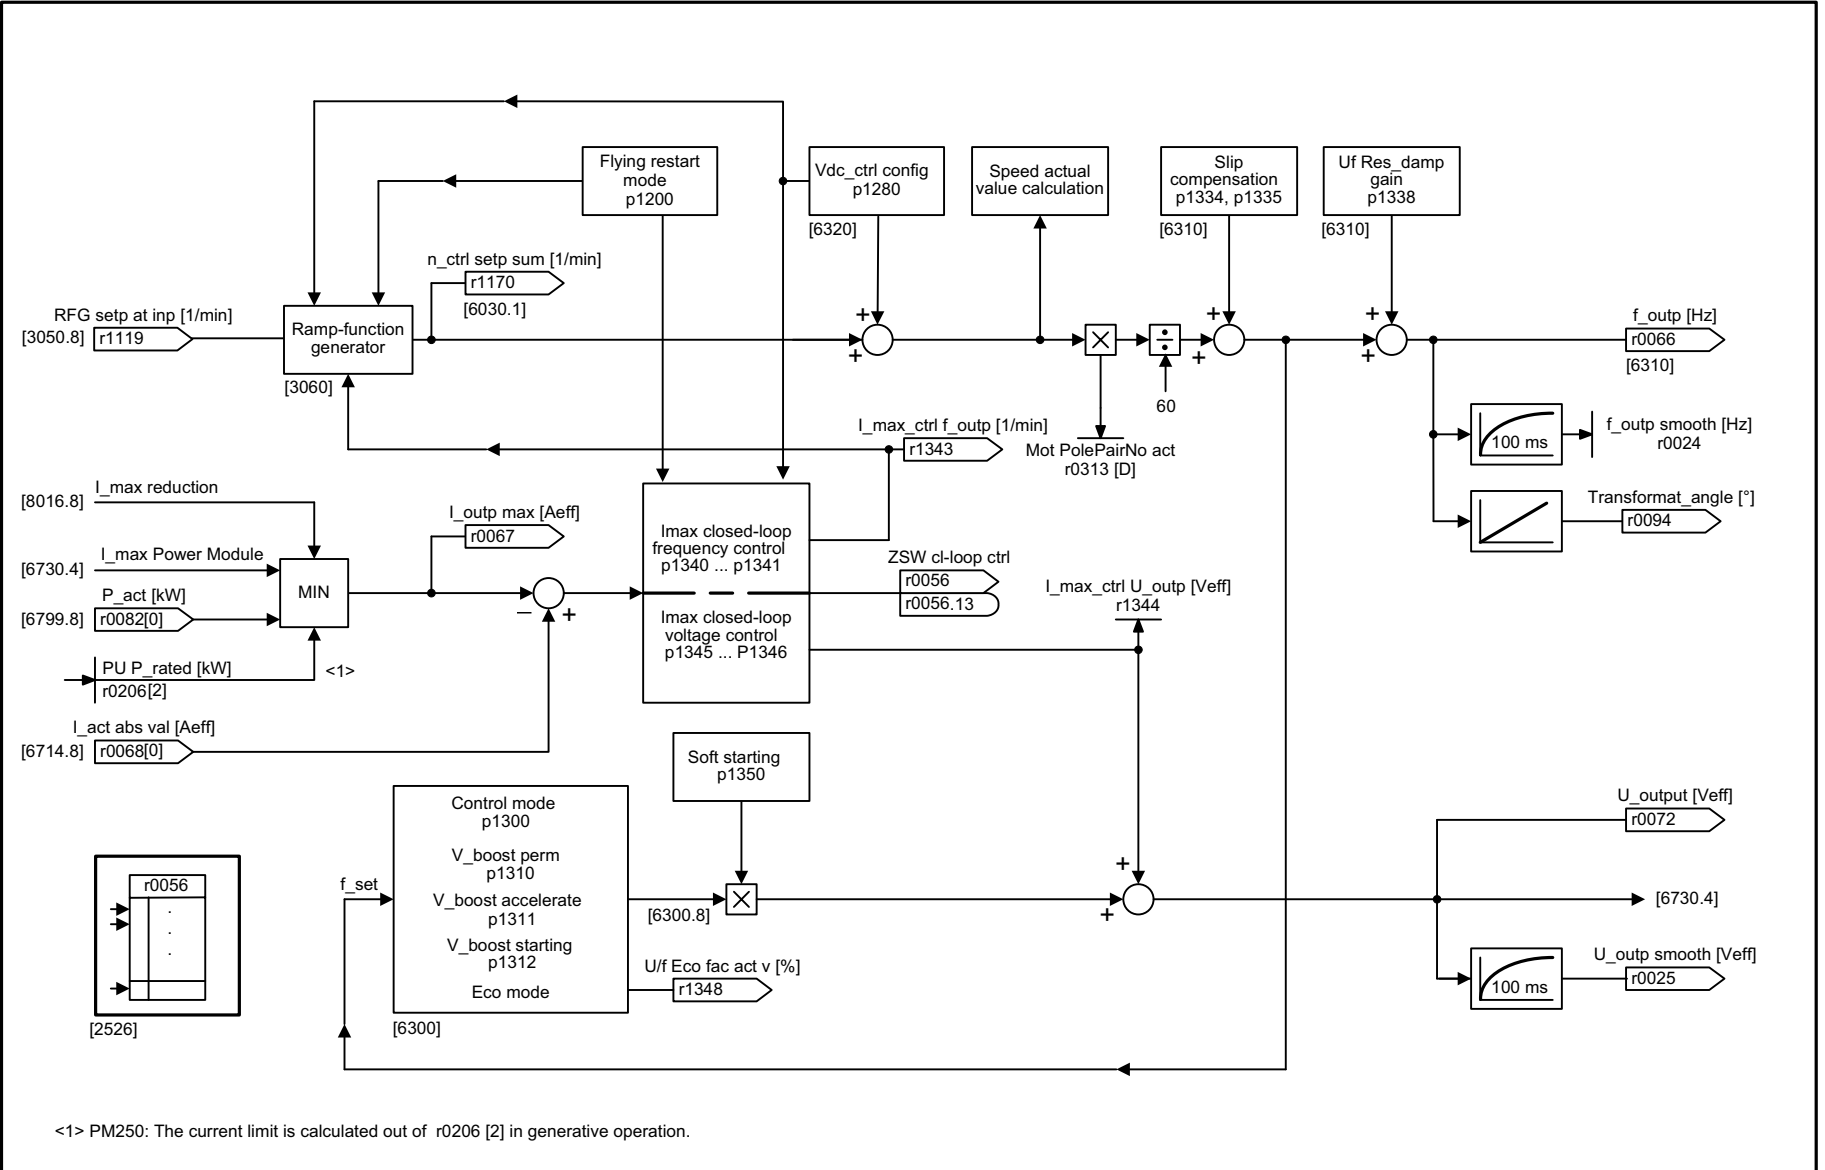 Flying restart
mode
p1200
Vdc_ctrl config
p1280
[6320]
Speed actual
value calculation
Slip
compensation
p1334, p1335
[6310]
Uf Res_damp
gain
p1338
[6310]
n_ctrl setp sum [1/min]
r1170
[6030.1]
RFG setp at inp [1/min]
[3050.8]
r1119
Ramp-function
generator
[3060]
+
+
×
÷
60
+
+
+
+
f_outp [Hz]
r0066
[6310]
I_max_ctrl f_outp [1/min]
r1343
Mot PolePairNo act
r0313 [D]
100 ms
f_outp smooth [Hz]
r0024
Transformat_angle [°]
r0094
[8016.8]
I_max reduction
[6730.4]
I_max Power Module
P_act [kW]
[6799.8]
r0082[0]
PU P_rated [kW]
r0206[2]
<1>
MIN
I_outp max [Aeff]
r0067
–
+
I_act abs val [Aeff]
[6714.8]
r0068[0]
Imax closed-loop
frequency control
p1340 ... p1341
Imax closed-loop
voltage control
p1345 ... P1346
ZSW cl-loop ctrl
r0056
r0056.13
I_max_ctrl U_outp [Veff]
r1344
Soft starting
p1350
Control mode
p1300
V_boost perm
p1310
V_boost accelerate
p1311
V_boost starting
p1312
Eco mode
[6300]
f_set
[6300.8]
×
U/f Eco fac act v [%]
r1348
+
+
U_output [Veff]
r0072
[6730.4]
100 ms
U_outp smooth [Veff]
r0025
r0056
.
.
.
[2526]
<1> PM250: The current limit is calculated out of r0206 [2] in generative operation.